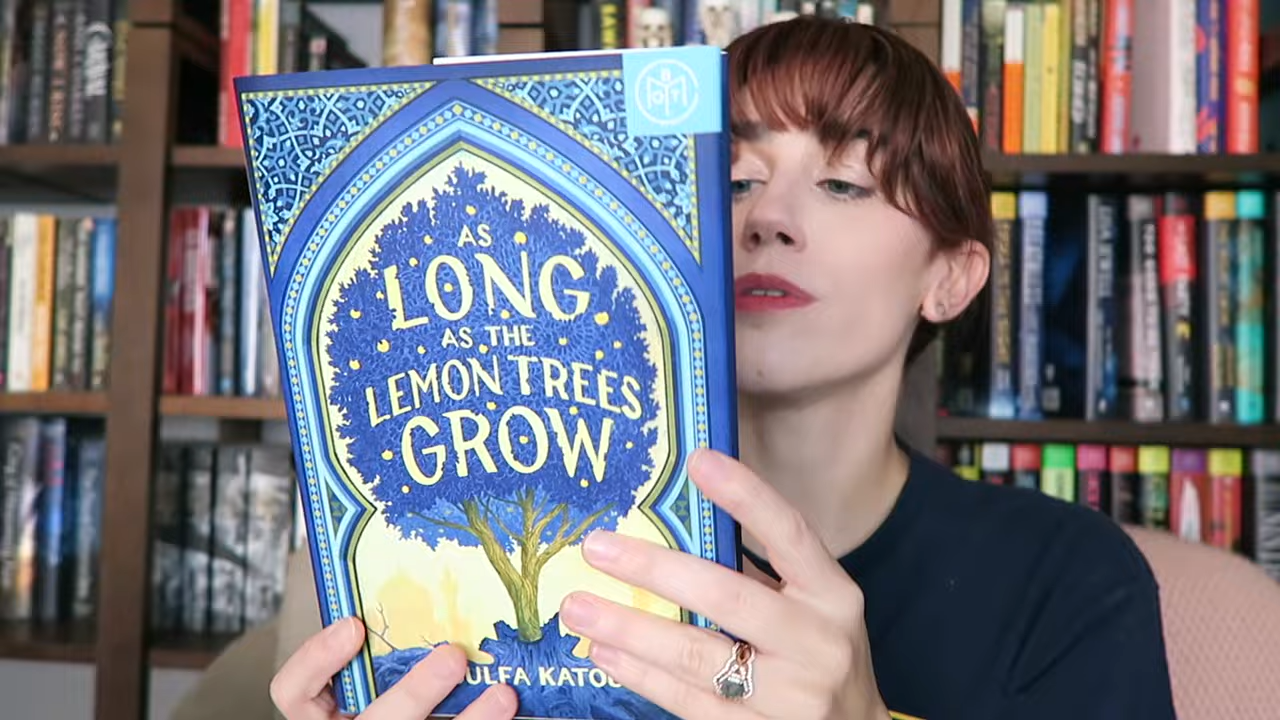 AS
LONG
AS THE
LEMON TREES
GROW
ULFA KATOU